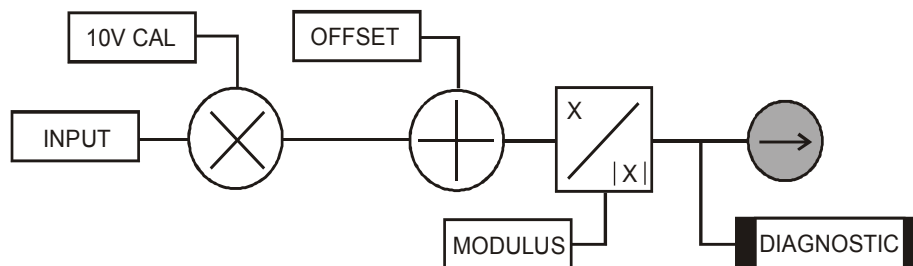 10V CAL
OFFSET
INPUT
X
|X|
MODULUS
DIAGNOSTIC